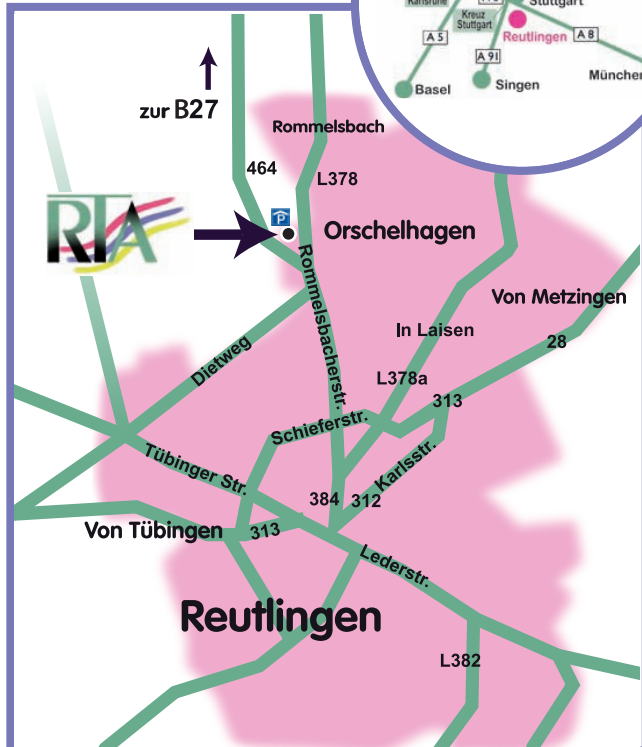 Stuttgart
Kreuz
Stuttgart
Reutlingen
A 8
A 5
A 91
München
Basel
Singen
zur B27
Rommelsbach
464
L378
P
RTA
Orschelhagen
Rommelsbacherstr.
Von Metzingen
In Laisen
28
Dietweg
L378a
313
Schieferstr.
Karlsstr.
Tübinger Str.
384
312
Von Tübingen
313
Lederstr.
Reutlingen
L382